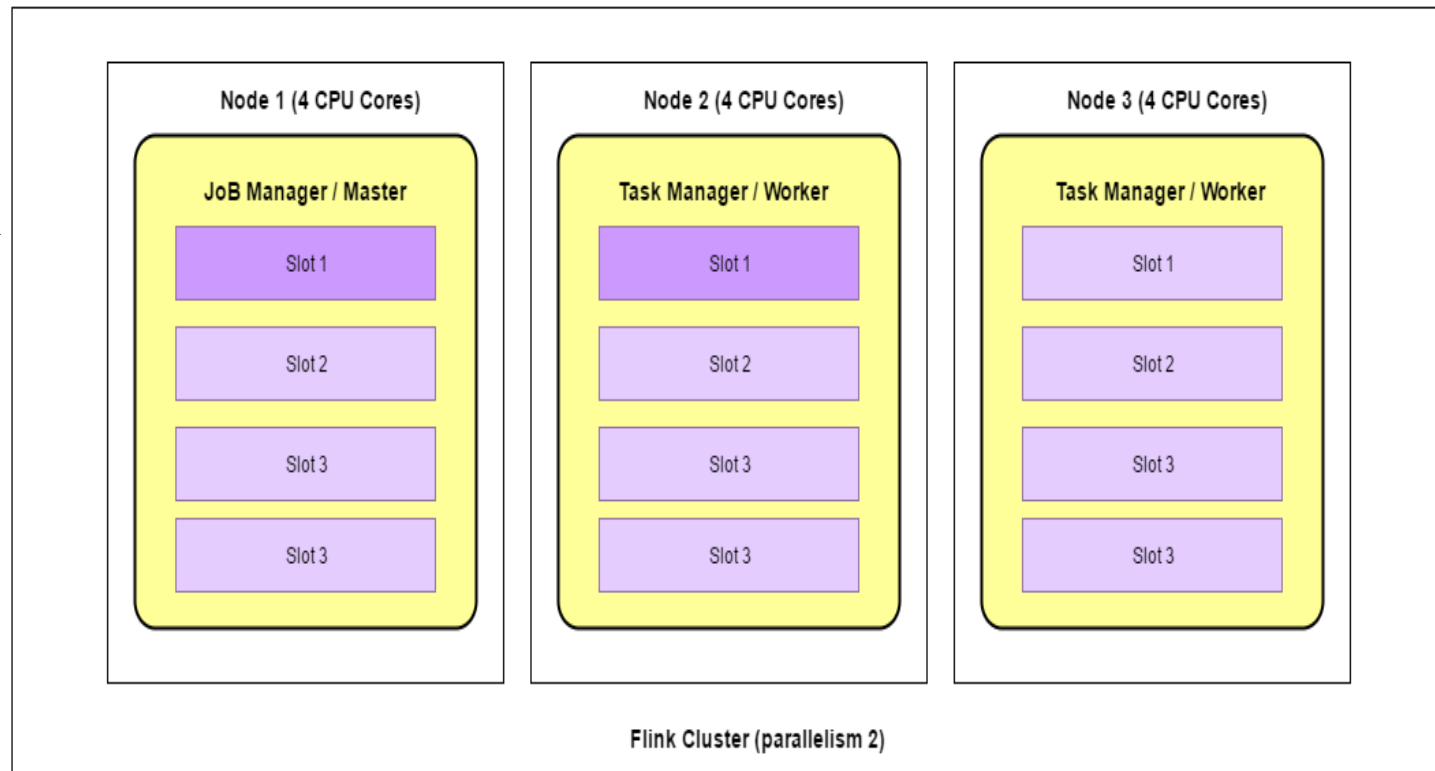 Node 1 (4 CPU Cores)
JoB Manager / Master
Slot 1
Slot 2
Slot 3
Slot 3
Node 2 (4 CPU Cores)
Task Manager / Worker
Slot 1
Slot 2
Slot 3
Slot 3
Node 3 (4 CPU Cores)
Task Manager / Worker
Slot 1
Slot 2
Slot 3
Slot 3
Flink Cluster (parallelism 2)